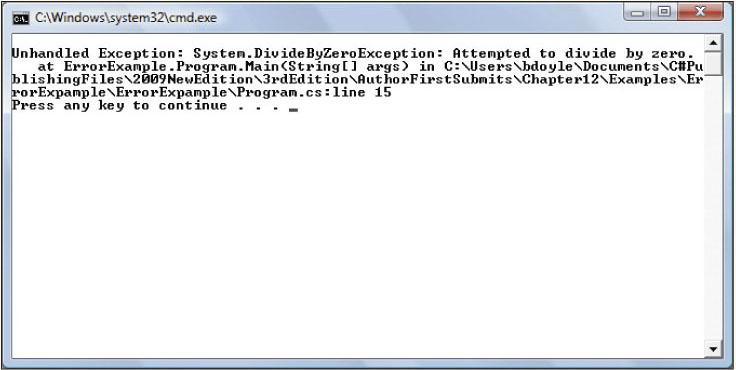 C:\Windows\system32\cmd.exe
Unhandled Exception: System.DivideByZeroException: Attempted to divide by zero.
   at ErrorExample.Program.Main(String[] args) in C:\Users\bdoyle\Documents\C#Pu
blishingFiles\2009NewEdition\3rdEdition\AuthorFirstSubmits\Chapter12\Examples\Er
rorExpample\ErrorExpample\Program.cs:line 15
Press any key to continue . . . _